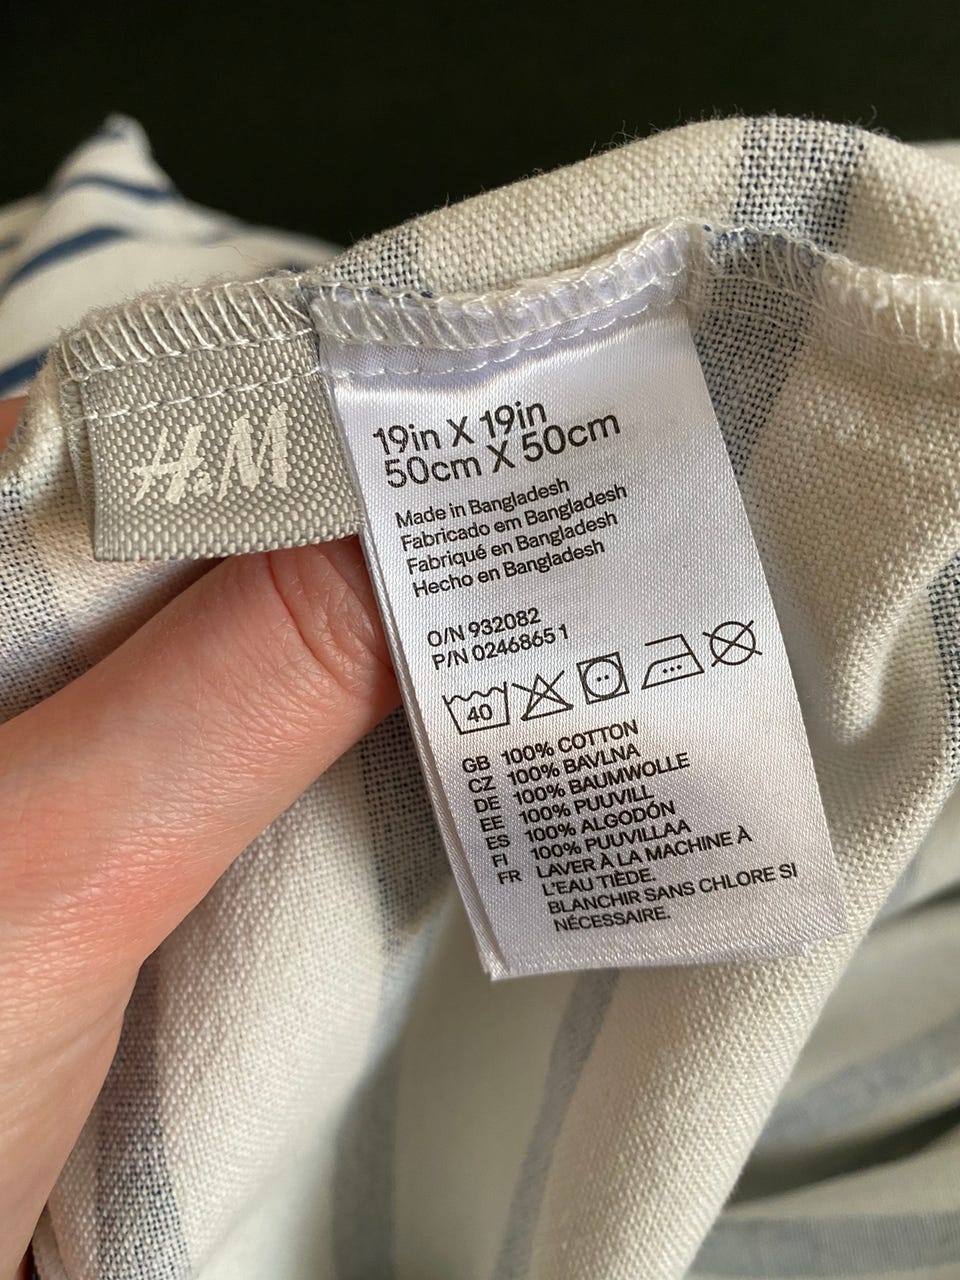 H&M
19in X 19in
50cm X 50cm
Made in Bangladesh
Fabricado em Bangladesh
Fabriqué en Bangladesh
Hecho en Bangladesh
O/N 932082
P/N 0246865 1
40
GB 100% COTTON
CZ 100% BAVLNA
DE 100% BAUMWOLLE
EE 100% PUUVILL
ES 100% ALGODÓN
FI 100% PUUVILLAA
FR LAVER À LA MACHINE À
L'EAU TIÈDE.
BLANCHIR SANS CHLORE SI
NÉCESSAIRE.